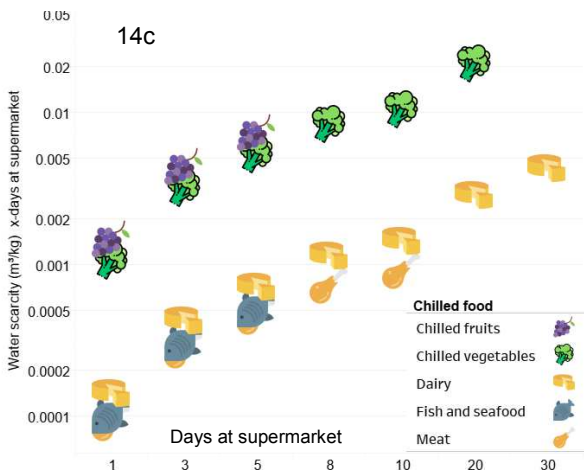 14c
Water scarcity (m³/kg) x-days at supermarket
0.05
0.02
0.01
0.005
0.002
0.001
0.0005
0.0002
0.0001
Chilled food
Chilled fruits
Chilled vegetables
Dairy
Fish and seafood
Meat
Days at supermarket
1 3 5 8 10 20 30